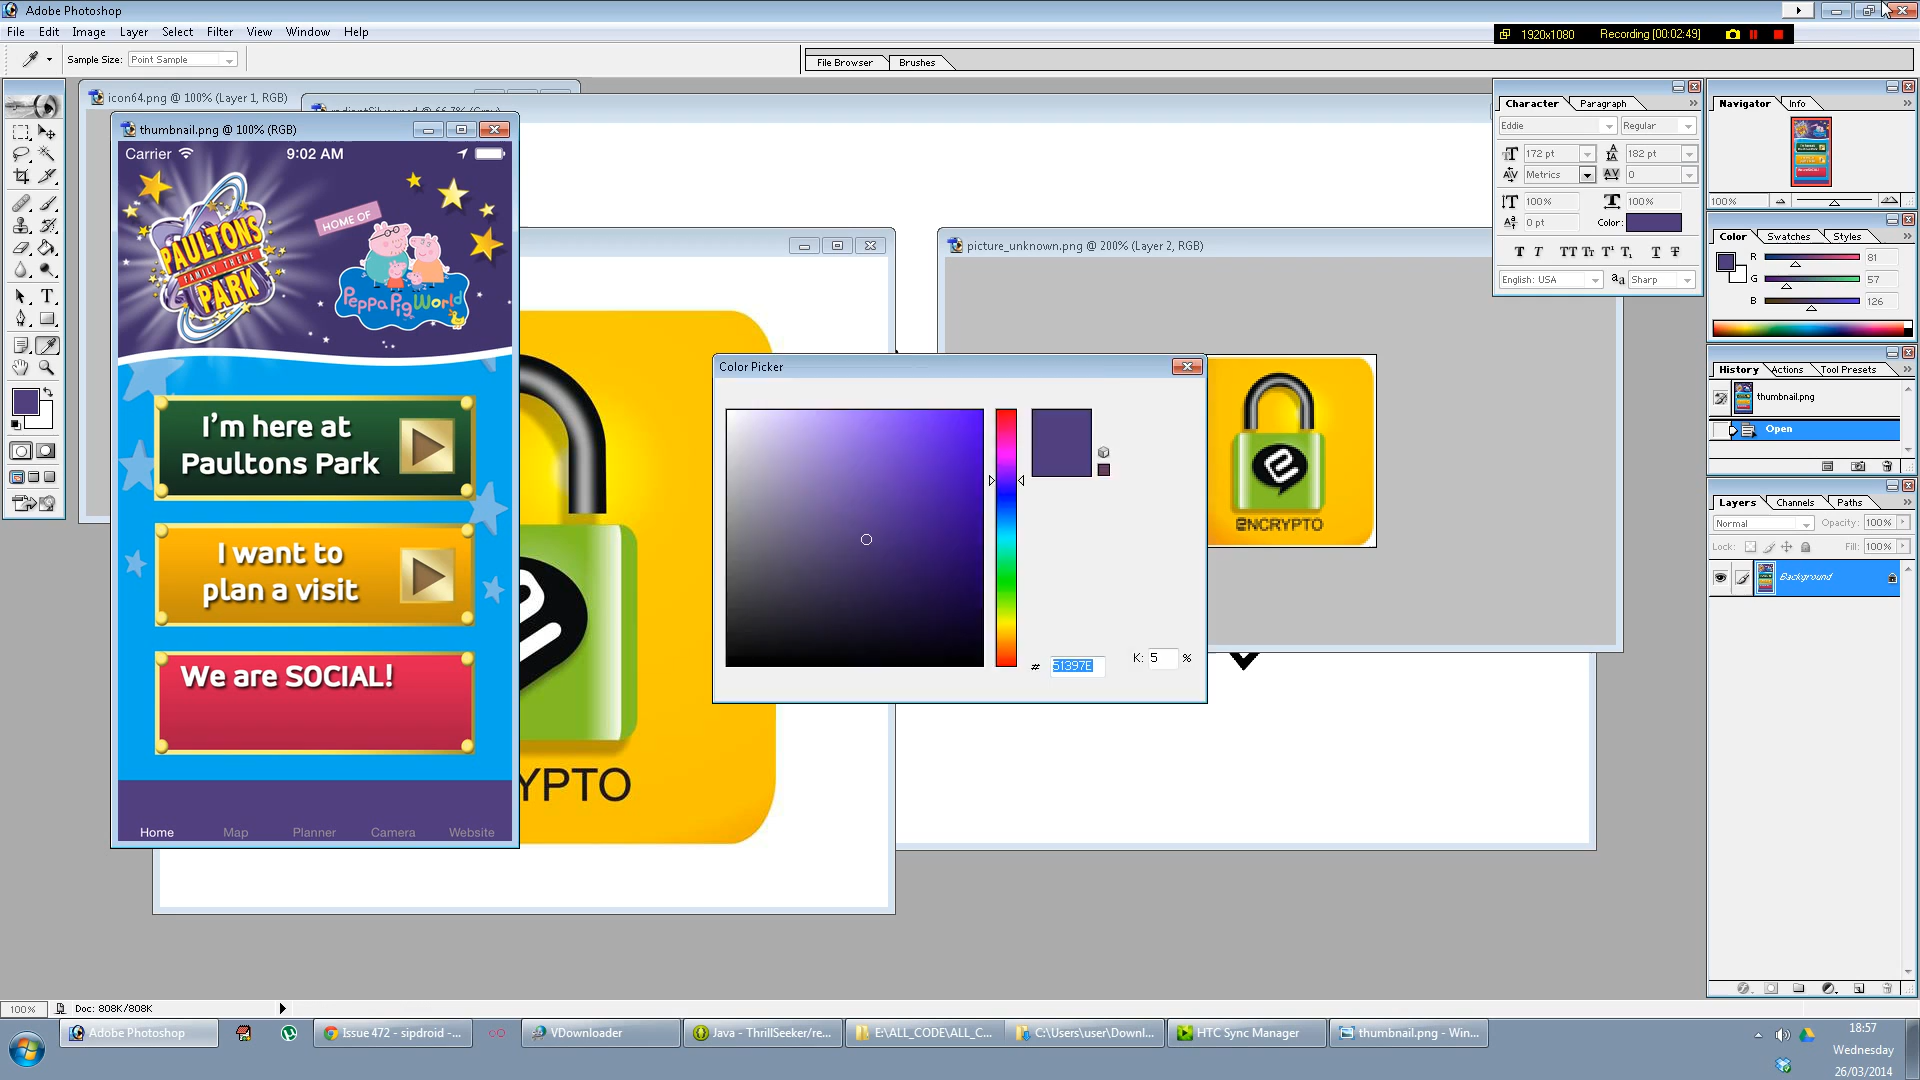 Adobe Photoshop
File Edit Image Layer Select Filter View Window Help
1920x1080 Recording [00:02:49]
Sample Size: Point Sample
File Browser Brushes
icon64.png @ 100% (Layer 1, RGB)
thumbnail.png @ 100% (RGB)
Carrier 9:02 AM
PAULTONS
FAMILY THEME
PARK
HOME OF
Peppa Pig World
I'm here at
Paultons Park
I want to
plan a visit
We are SOCIAL!
Home Map Planner Camera Website
YPTO
picture_unknown.png @ 200% (Layer 2, RGB)
ENCRYPTO
Color Picker
# 51397E
K: 5 %
Character Paragraph
Eddie Regular
172 pt 182 pt
Metrics 0
100% 100%
0 pt Color:
English: USA aa Sharp
Navigator Info
100%
Color Swatches Styles
R 81
G 57
B 126
History Actions Tool Presets
thumbnail.png
Open
Layers Channels Paths
Normal Opacity: 100%
Lock: Fill: 100%
Background
100% Doc: 808K/808K
Adobe Photoshop
Issue 472 - sipdroid -...
VDownloader
Java - ThrillSeeker/re...
E:\ALL_CODE\ALL_C...
C:\Users\user\Downl...
HTC Sync Manager
thumbnail.png - Win...
18:57
Wednesday
26/03/2014